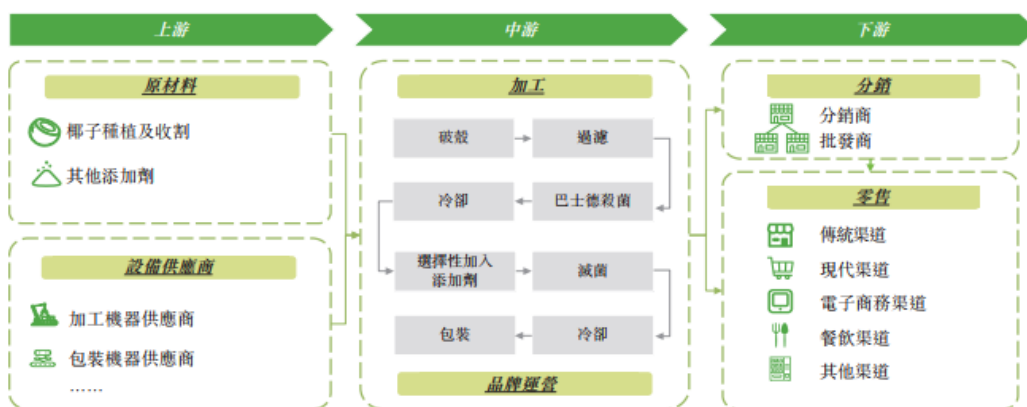 上游
原材料
椰子種植及收割
其他添加劑
設備供應商
加工機器供應商
包裝機器供應商
……
中游
加工
破殼
過濾
冷卻
巴士德殺菌
選擇性加入
添加劑
滅菌
包裝
冷卻
品牌運營
下游
分銷
分銷商
批發商
零售
傳統渠道
現代渠道
電子商務渠道
餐飲渠道
其他渠道